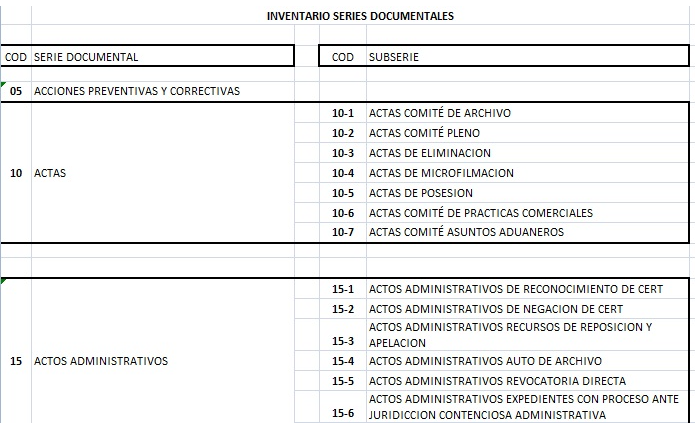 INVENTARIO SERIES DOCUMENTALES
COD SERIE DOCUMENTAL COD SUBSERIE
05 ACCIONES PREVENTIVAS Y CORRECTIVAS
10 ACTAS
10-1 ACTAS COMITÉ DE ARCHIVO
10-2 ACTAS COMITÉ PLENO
10-3 ACTAS DE ELIMINACION
10-4 ACTAS DE MICROFILMACION
10-5 ACTAS DE POSESION
10-6 ACTAS COMITÉ DE PRACTICAS COMERCIALES
10-7 ACTAS COMITÉ ASUNTOS ADUANEROS
15 ACTOS ADMINISTRATIVOS
15-1 ACTOS ADMINISTRATIVOS DE RECONOCIMIENTO DE CERT
15-2 ACTOS ADMINISTRATIVOS DE NEGACION DE CERT
ACTOS ADMINISTRATIVOS RECURSOS DE REPOSICION Y
15-3 APELACION
15-4 ACTOS ADMINISTRATIVOS AUTO DE ARCHIVO
15-5 ACTOS ADMINISTRATIVOS REVOCATORIA DIRECTA
ACTOS ADMINISTRATIVOS EXPEDIENTES CON PROCESO ANTE
15-6 JURIDICCION CONTENCIOSA ADMINISTRATIVA